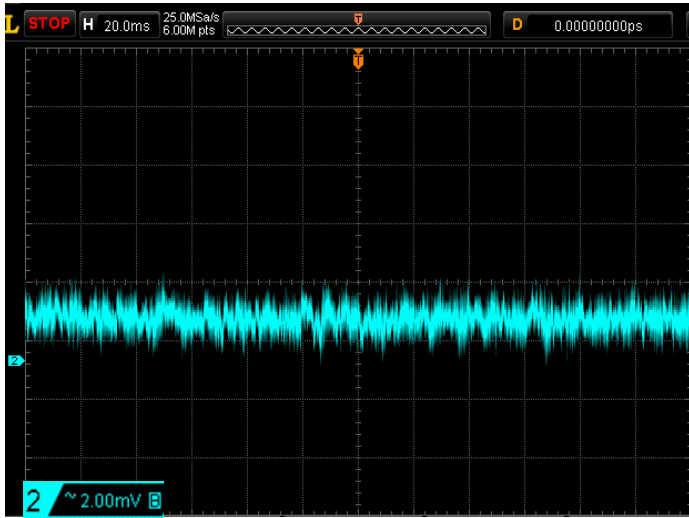 L STOP H 20.0ms 25.0MSa/s D 0.00000000ps
6.00M pts
T
T
2
2 ~ 2.00mV B